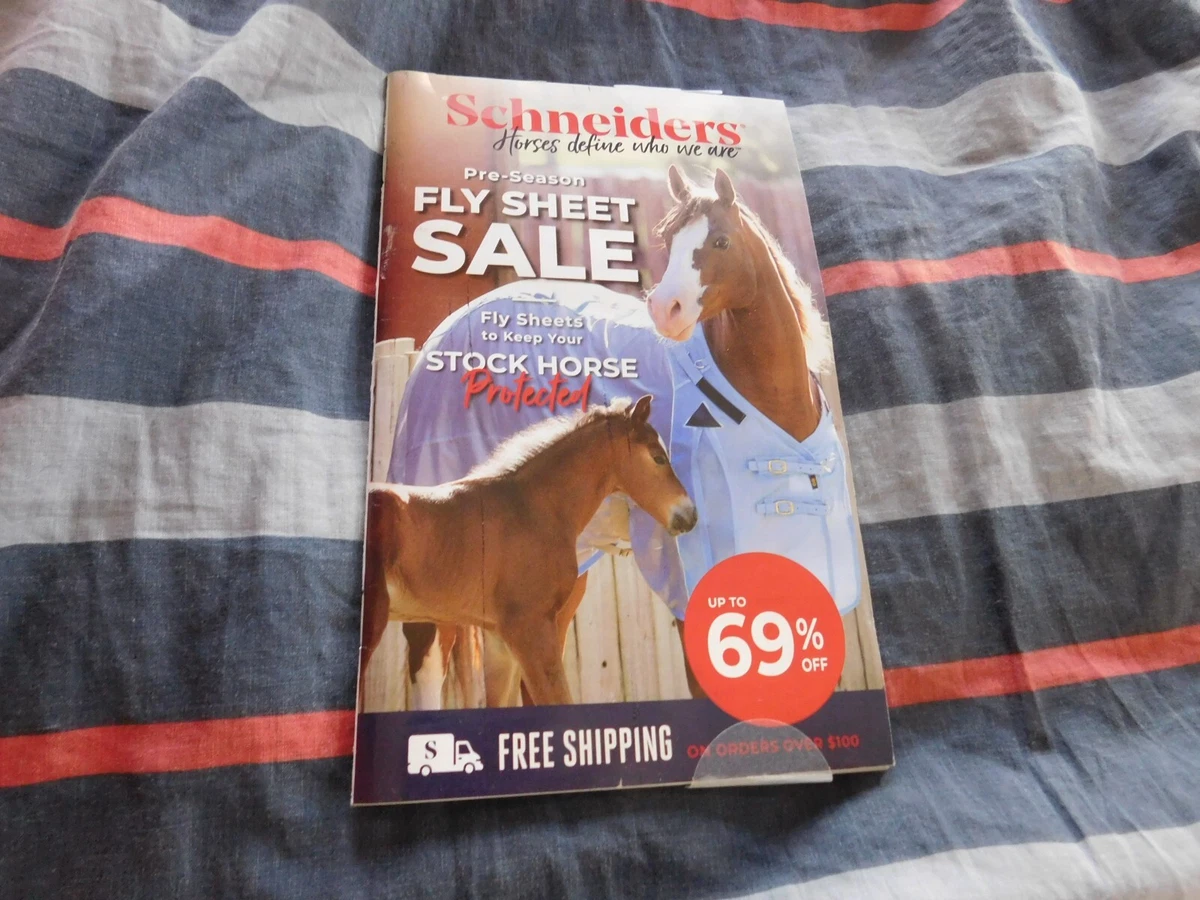 Schneiders
Horses define who we are™
Pre-Season
FLY SHEET
SALE
Fly Sheets
to Keep Your
STOCK HORSE
Protected
UP TO
69%
OFF
S
FREE SHIPPING
ON ORDERS OVER $100